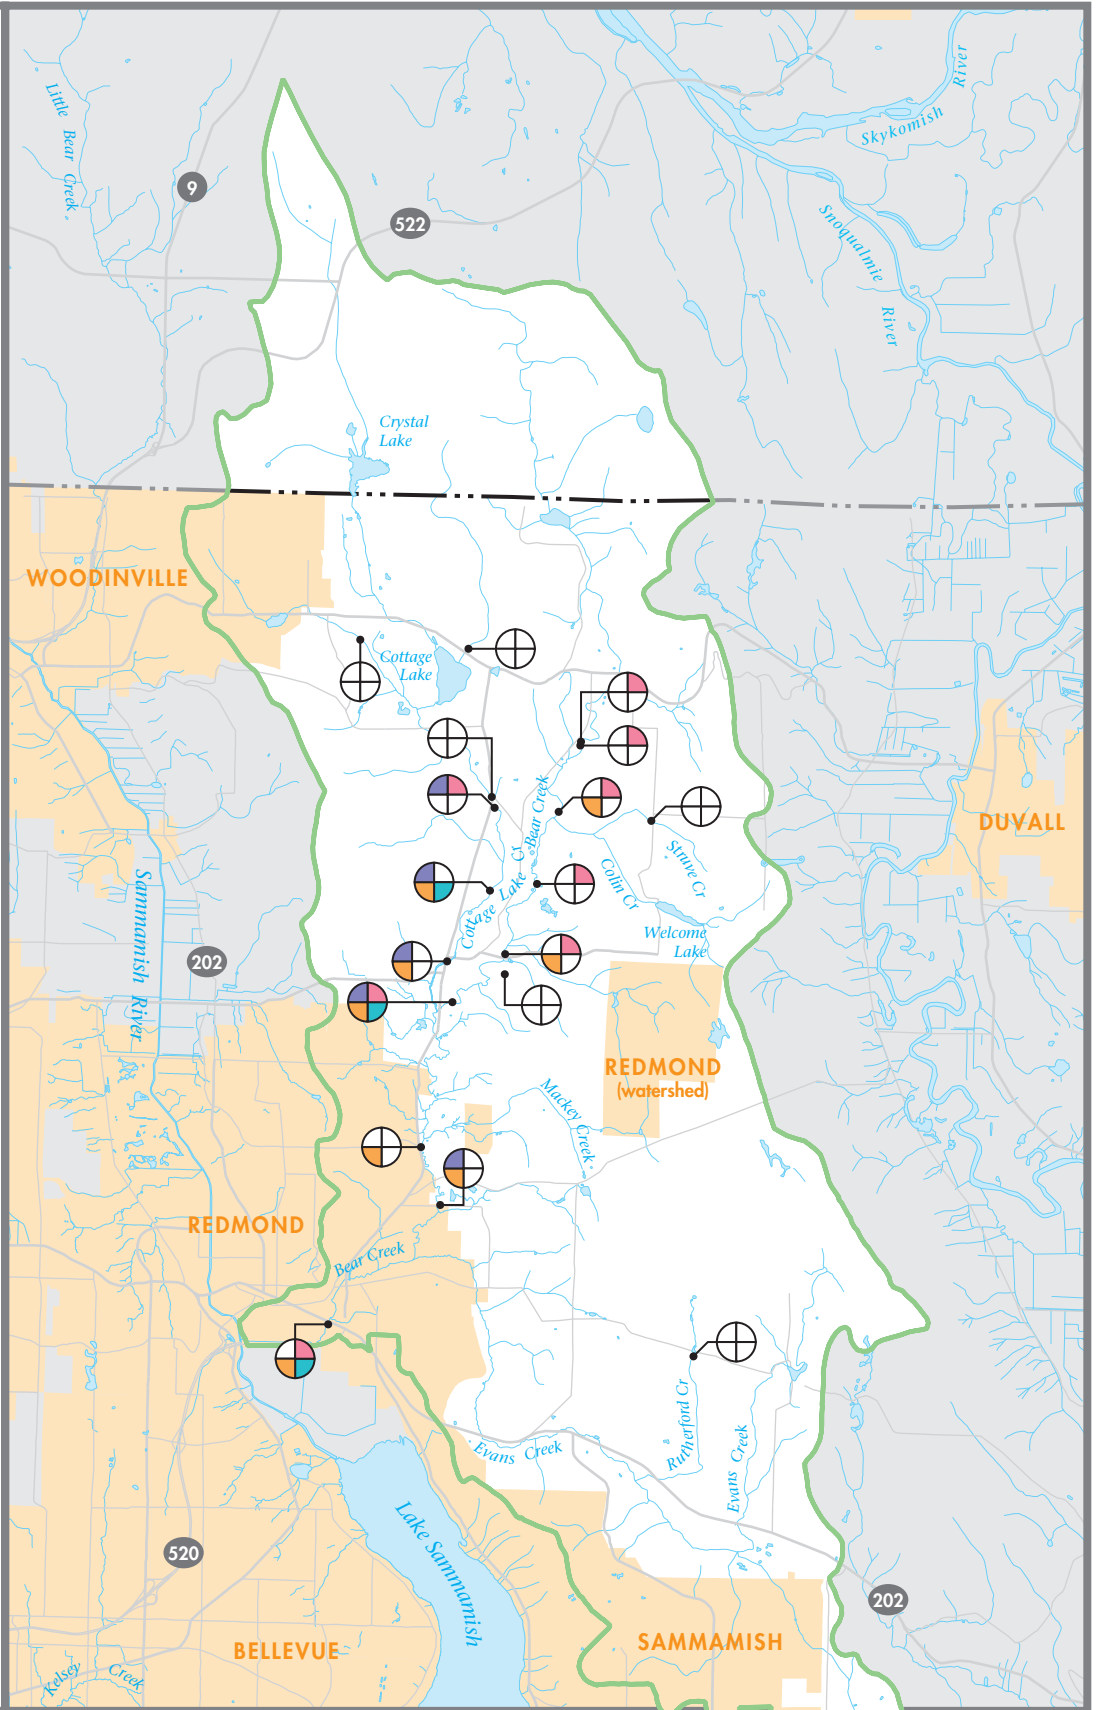 Little Bear Creek
9
522
River
Skykomish
Snoqualmie
River
Crystal
Lake
WOODINVILLE
Cottage
Lake
Bear Creek
DUVALL
Struve Cr
Colin Cr
Cottage Lake Cr
Welcome
Lake
Sammamish River
202
REDMOND
(watershed)
Mackey Creek
REDMOND
Bear Creek
Rutherford Cr
Evans Creek
Evans Creek
Lake Sammamish
520
202
SAMMAMISH
BELLEVUE
Kelsey Creek